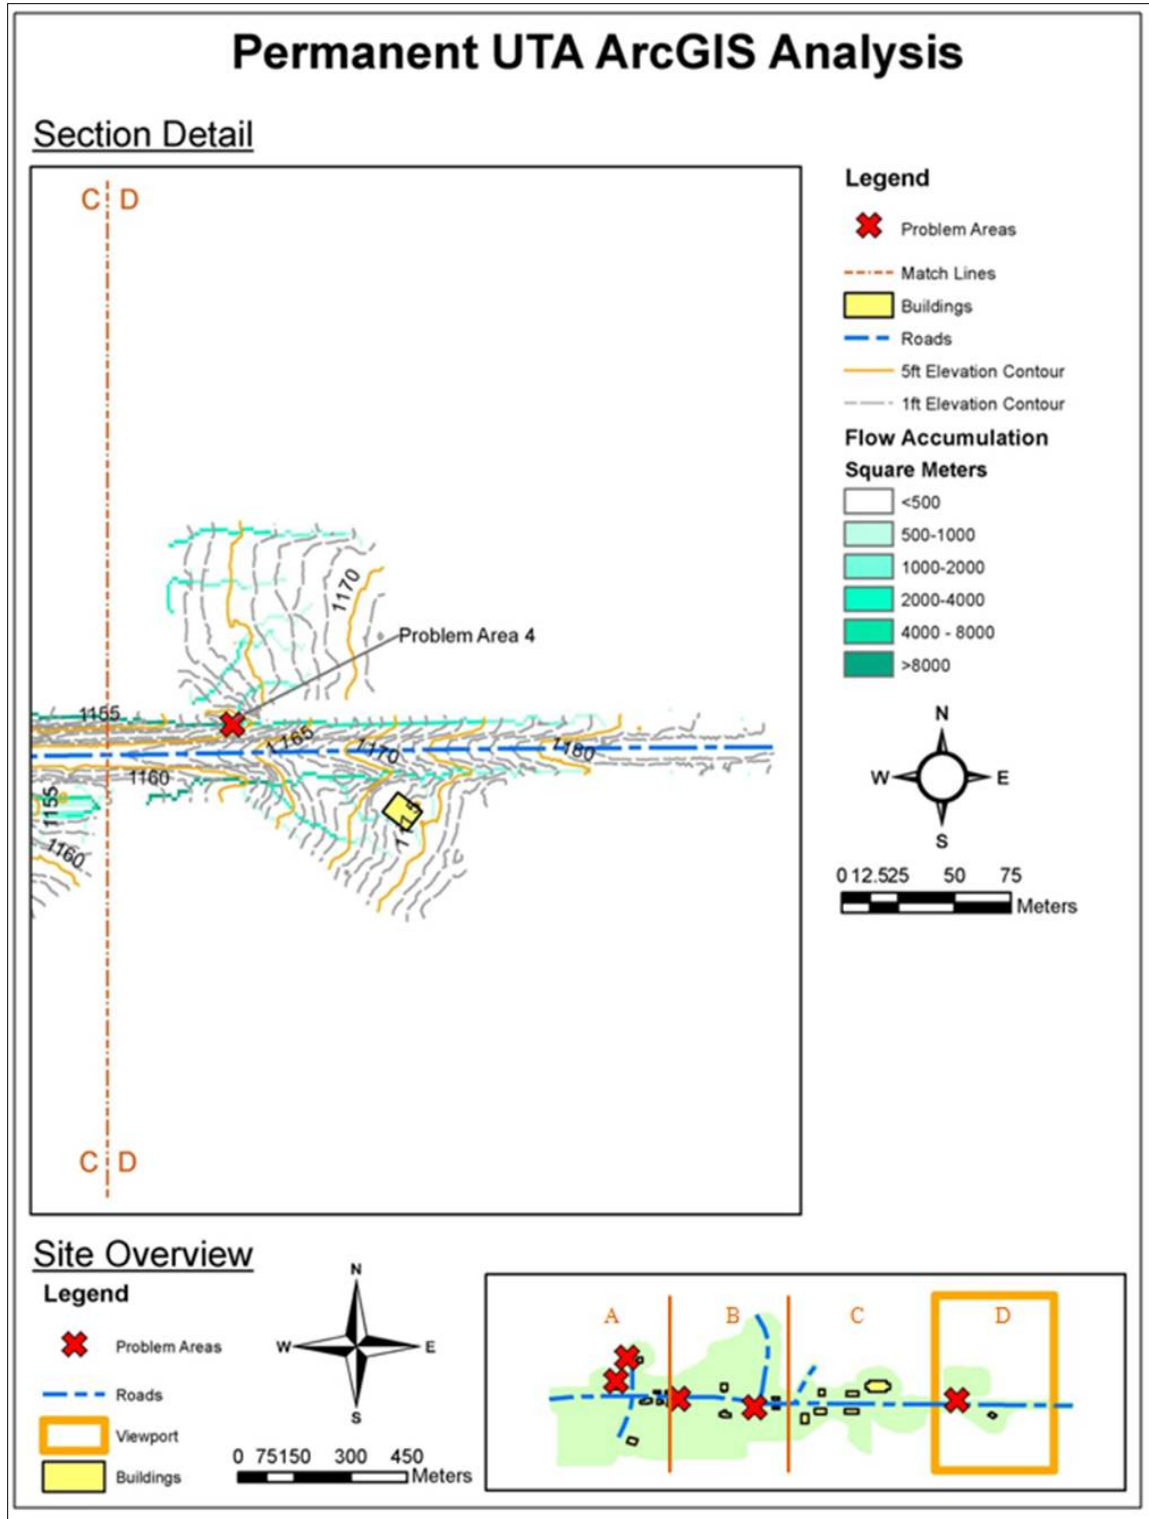 Permanent UTA ArcGIS Analysis
Section Detail
C D
1170
Problem Area 4
1155
1165
1170
1180
1160
1155
1160
C D
Legend
Problem Areas
Match Lines
Buildings
Roads
5ft Elevation Contour
1ft Elevation Contour
Flow Accumulation
Square Meters
<500
500-1000
1000-2000
2000-4000
4000 - 8000
>8000
N
W E
S
0 12.525 50 75
Meters
Site Overview
Legend
Problem Areas
Roads
Viewport
Buildings
N
W E
S
0 75150 300 450
Meters
A B C D